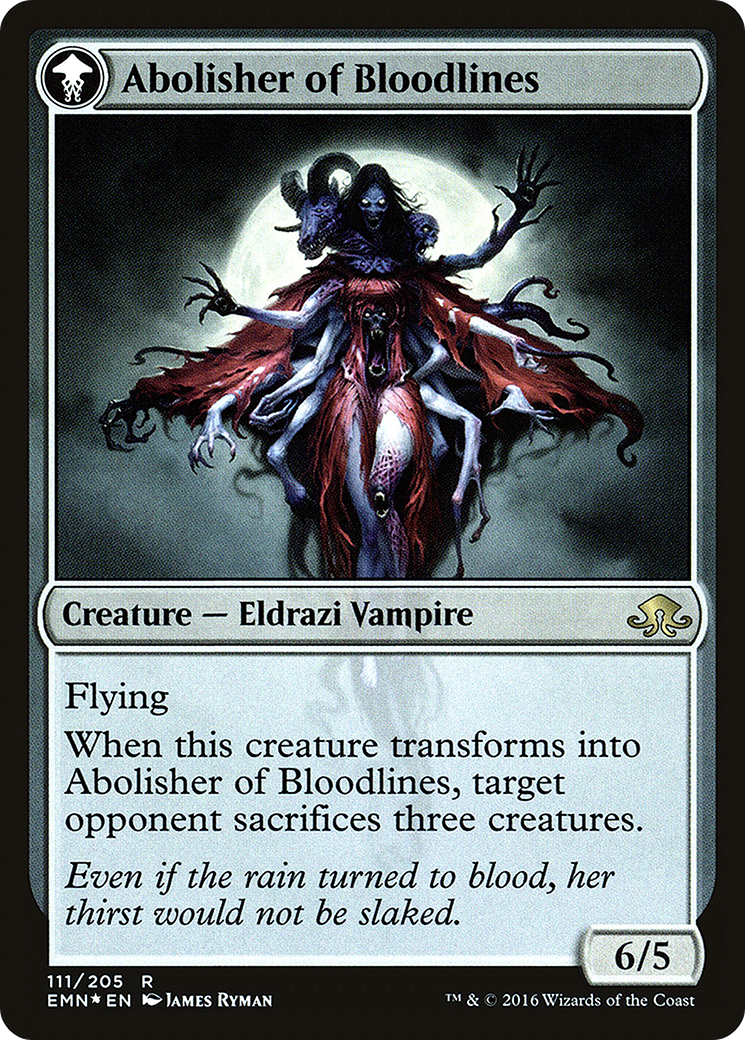 Abolisher of Bloodlines
Creature — Eldrazi Vampire
Flying
When this creature transforms into
Abolisher of Bloodlines, target
opponent sacrifices three creatures.
Even if the rain turned to blood, her
thirst would not be slaked.
6/5
111/205 R
EMN★EN James Ryman
™ & © 2016 Wizards of the Coast